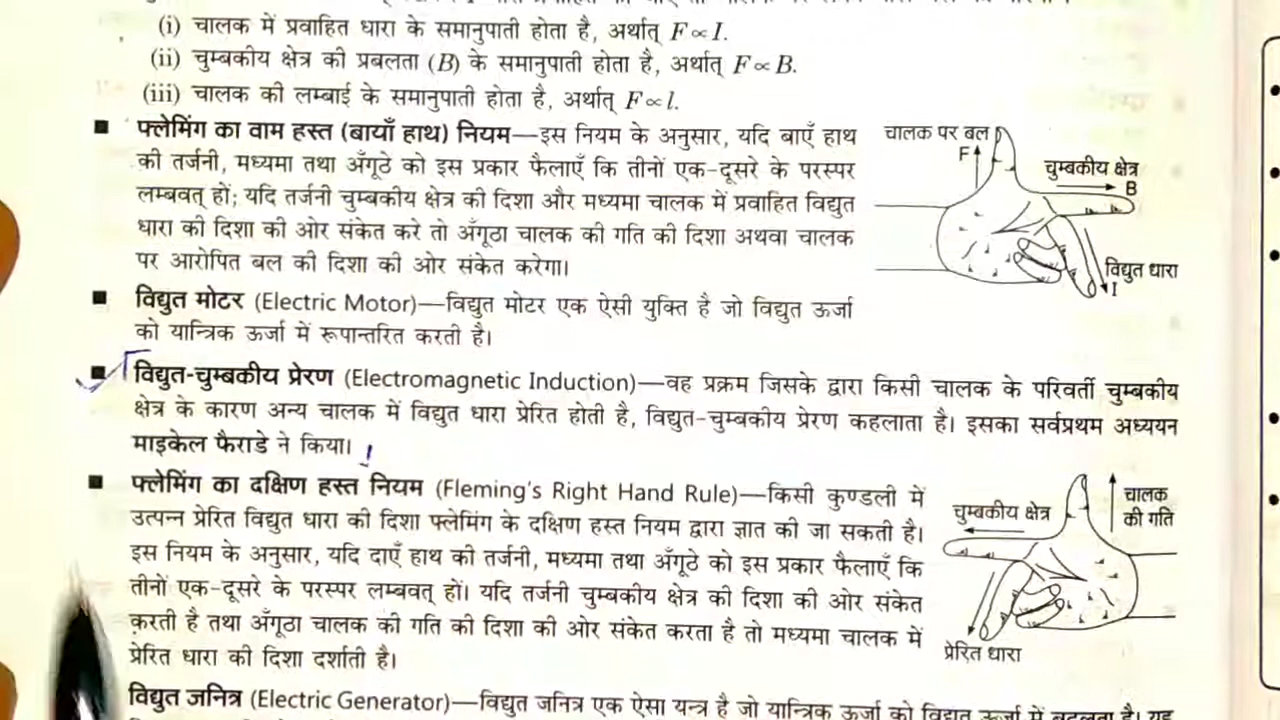 (i) चालक में प्रवाहित धारा के समानुपाती होता है, अर्थात् F∝I.
(ii) चुम्बकीय क्षेत्र की प्रबलता (B) के समानुपाती होता है, अर्थात् F∝B.
(iii) चालक की लम्बाई के समानुपाती होता है, अर्थात् F∝l.
■ फ्लेमिंग का वाम हस्त (बायाँ हाथ) नियम—इस नियम के अनुसार, यदि बाएँ हाथ
की तर्जनी, मध्यमा तथा अँगूठे को इस प्रकार फैलाएँ कि तीनों एक-दूसरे के परस्पर
लम्बवत् हों; यदि तर्जनी चुम्बकीय क्षेत्र की दिशा और मध्यमा चालक में प्रवाहित विद्युत
धारा की दिशा की ओर संकेत करे तो अँगूठा चालक की गति की दिशा अथवा चालक
पर आरोपित बल की दिशा की ओर संकेत करेगा।
चालक पर बल
F
चुम्बकीय क्षेत्र
B
विद्युत धारा
I
■ विद्युत मोटर (Electric Motor)—विद्युत मोटर एक ऐसी युक्ति है जो विद्युत ऊर्जा
को यान्त्रिक ऊर्जा में रूपान्तरित करती है।
■ विद्युत-चुम्बकीय प्रेरण (Electromagnetic Induction)—वह प्रक्रम जिसके द्वारा किसी चालक के परिवर्ती चुम्बकीय
क्षेत्र के कारण अन्य चालक में विद्युत धारा प्रेरित होती है, विद्युत-चुम्बकीय प्रेरण कहलाता है। इसका सर्वप्रथम अध्ययन
माइकेल फैराडे ने किया।
■ फ्लेमिंग का दक्षिण हस्त नियम (Fleming's Right Hand Rule)—किसी कुण्डली में
उत्पन्न प्रेरित विद्युत धारा की दिशा फ्लेमिंग के दक्षिण हस्त नियम द्वारा ज्ञात की जा सकती है।
इस नियम के अनुसार, यदि दाएँ हाथ की तर्जनी, मध्यमा तथा अँगूठे को इस प्रकार फैलाएँ कि
तीनों एक-दूसरे के परस्पर लम्बवत् हों। यदि तर्जनी चुम्बकीय क्षेत्र की दिशा की ओर संकेत
करती है तथा अँगूठा चालक की गति की दिशा की ओर संकेत करता है तो मध्यमा चालक में
प्रेरित धारा की दिशा दर्शाती है।
चुम्बकीय क्षेत्र
चालक
की गति
प्रेरित धारा
विद्युत जनित्र (Electric Generator)—विद्युत जनित्र एक ऐसा यन्त्र है जो यान्त्रिक ऊर्जा को विद्युत ऊर्जा में बदलता है। यह